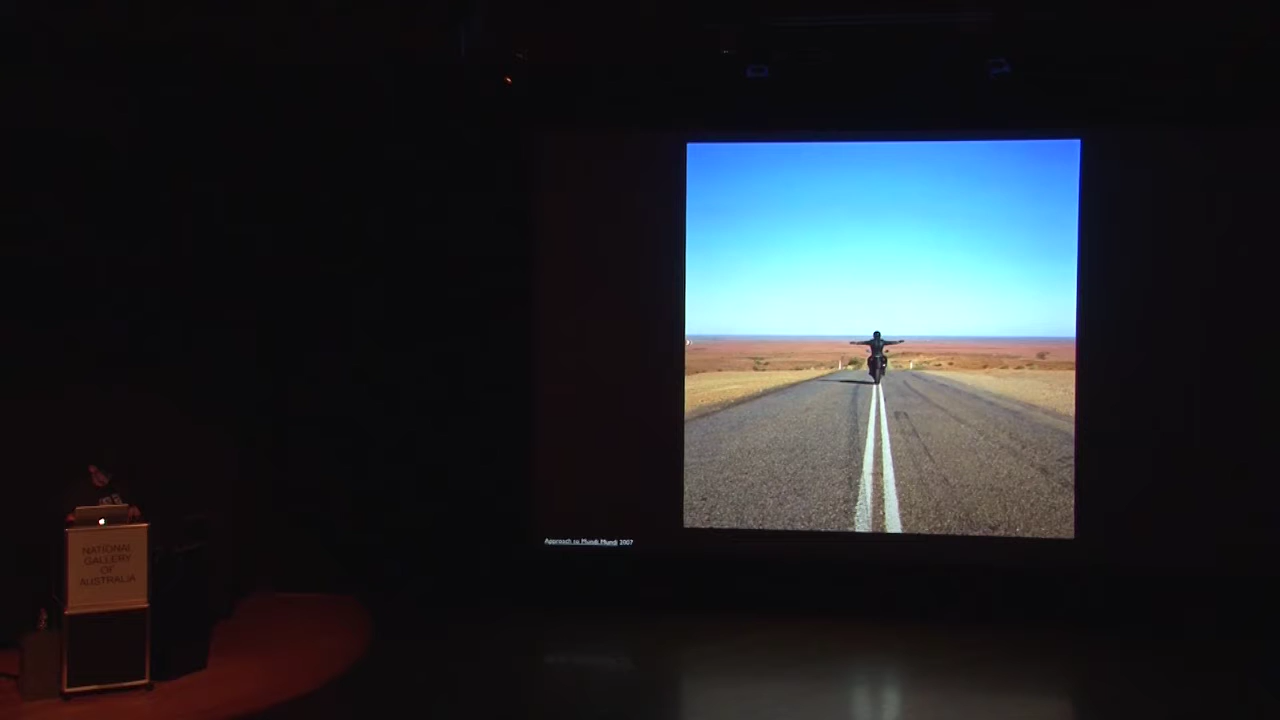 NATIONAL
GALLERY
OF
AUSTRALIA
Approach to Mundi Mundi 2007